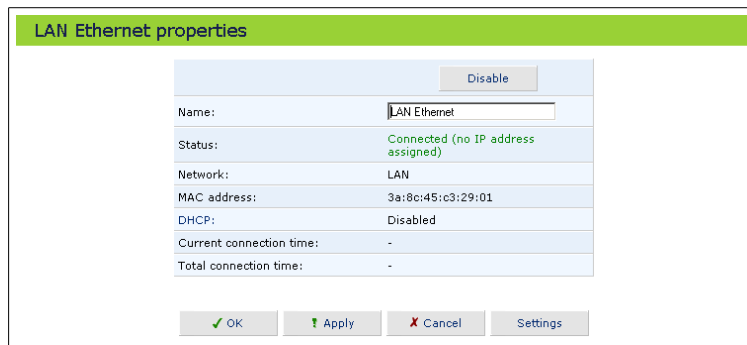 LAN Ethernet properties
Disable
Name: LAN Ethernet
Status: Connected (no IP address
assigned)
Network: LAN
MAC address: 3a:8c:45:c3:29:01
DHCP: Disabled
Current connection time: -
Total connection time: -
OK Apply Cancel Settings